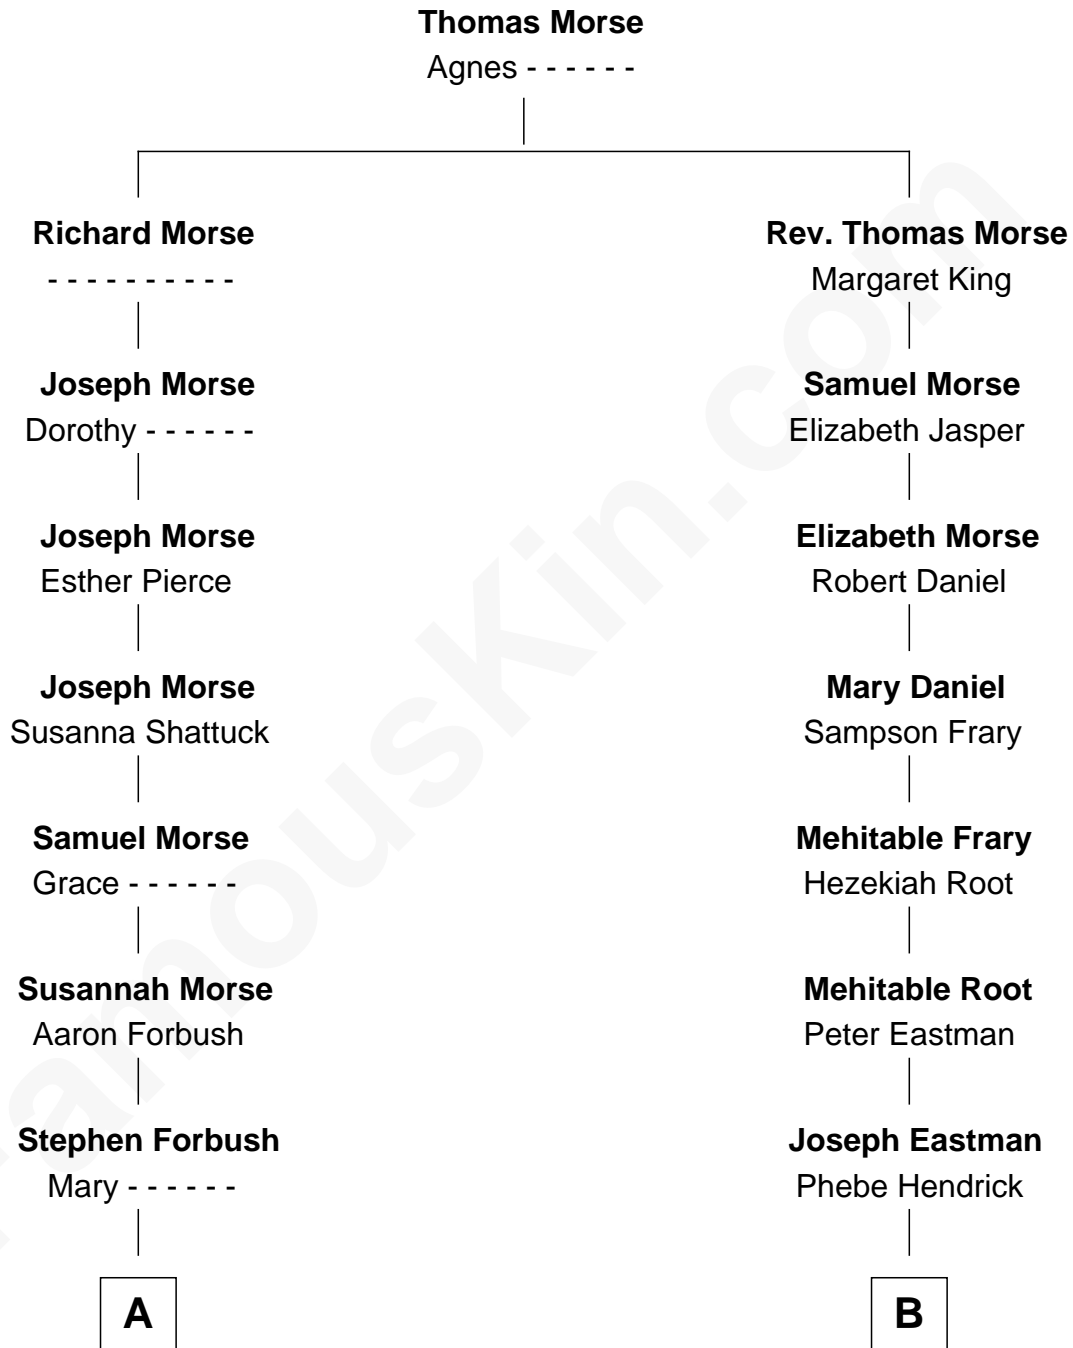 Thomas Morse
Agnes - - - - - -
Richard Morse
- - - - - - - - - -
Rev. Thomas Morse
Margaret King
Joseph Morse
Dorothy - - - - - -
Samuel Morse
Elizabeth Jasper
Joseph Morse
Esther Pierce
Elizabeth Morse
Robert Daniel
Joseph Morse
Susanna Shattuck
Mary Daniel
Sampson Frary
Samuel Morse
Grace - - - - - -
Mehitable Frary
Hezekiah Root
Susannah Morse
Aaron Forbush
Mehitable Root
Peter Eastman
Stephen Forbush
Mary - - - - - -
Joseph Eastman
Phebe Hendrick
A
B
FamousKin.com